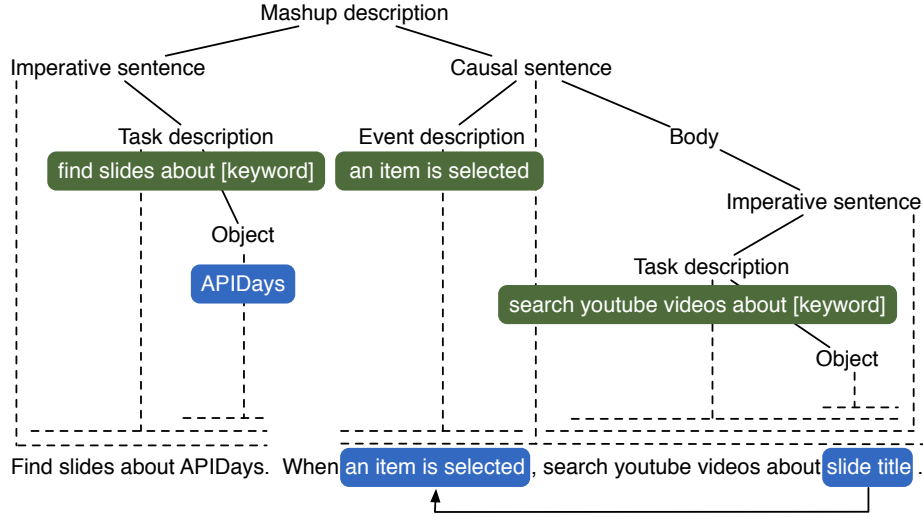 Mashup description
Imperative sentence
Causal sentence
Task description
Event description
Body
find slides about [keyword]
an item is selected
Imperative sentence
Object
Task description
APIDays
search youtube videos about [keyword]
Object
Find slides about APIDays. When an item is selected , search youtube videos about slide title .